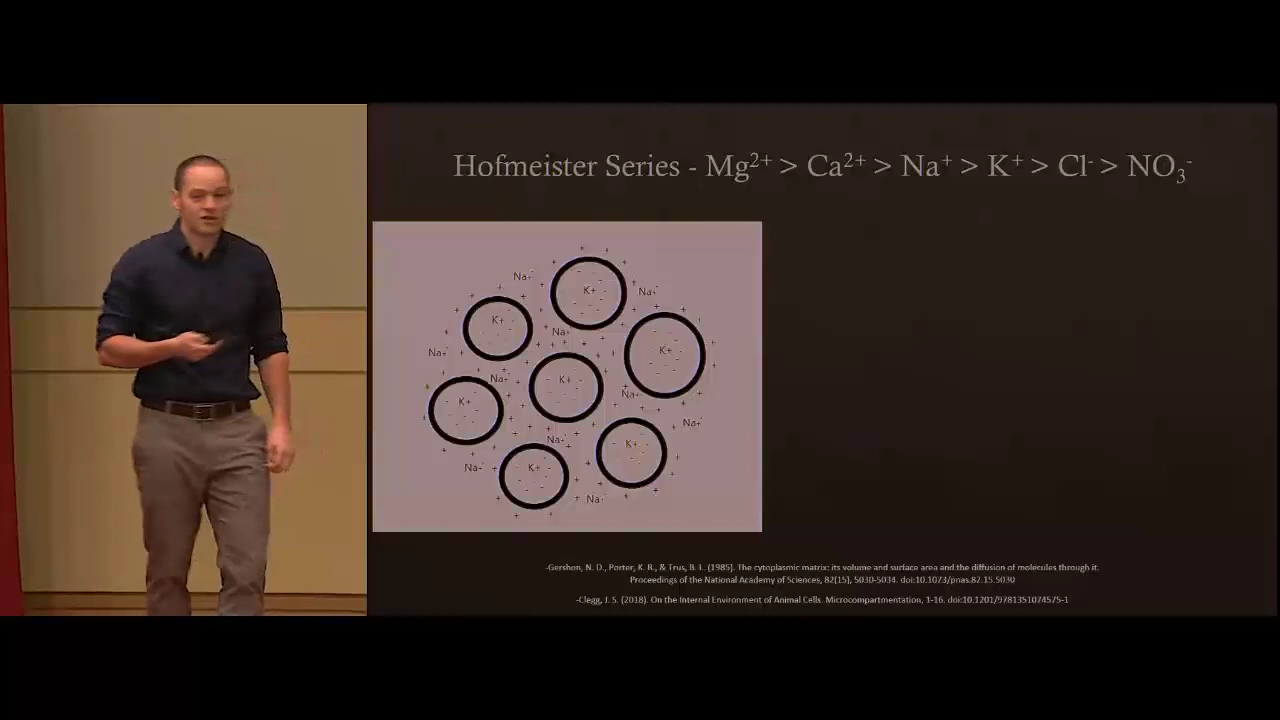 Hofmeister Series - Mg²⁺ > Ca²⁺ > Na⁺ > K⁺ > Cl⁻ > NO₃⁻
Na⁺
K+
Na⁺
K+
Na⁺
K+
Na⁺
Na⁺
K+
Na⁺
K+
Na⁺
K+
Na⁺
K+
Na⁺
K+
Na⁺
-Gershon, N. D., Porter, K. R., & Trus, B. L. (1985). The cytoplasmic matrix: its volume and surface area and the diffusion of molecules through it.
Proceedings of the National Academy of Sciences, 82(15), 5030-5034. doi:10.1073/pnas.82.15.5030
-Clegg, J. S. (2018). On the Internal Environment of Animal Cells. Microcompartmentation, 1-16. doi:10.1201/9781351074575-1